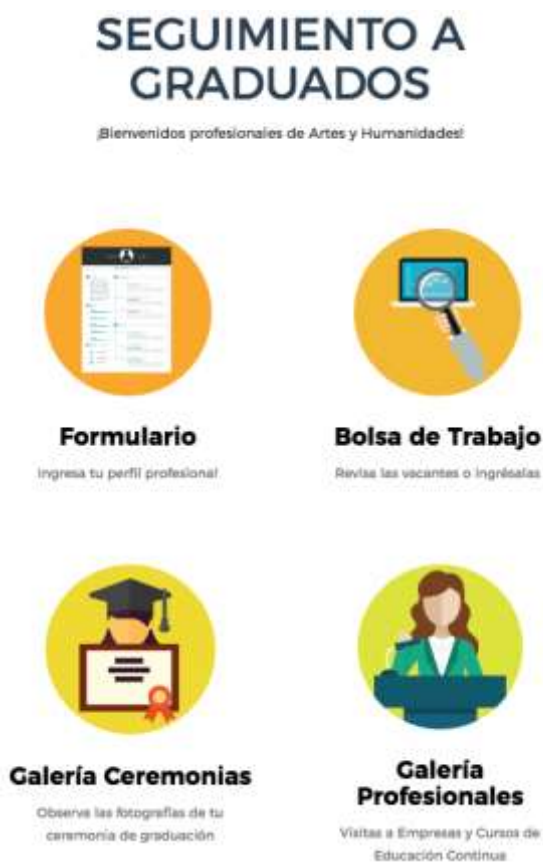 SEGUIMIENTO A
GRADUADOS
¡Bienvenidos profesionales de Artes y Humanidades!
Formulario
Ingresa tu perfil profesional
Bolsa de Trabajo
Revisa las vacantes o ingrésalas
Galería Ceremonias
Observa las fotografías de tu
ceremonia de graduación
Galería
Profesionales
Visitas a Empresas y Cursos de
Educación Continua